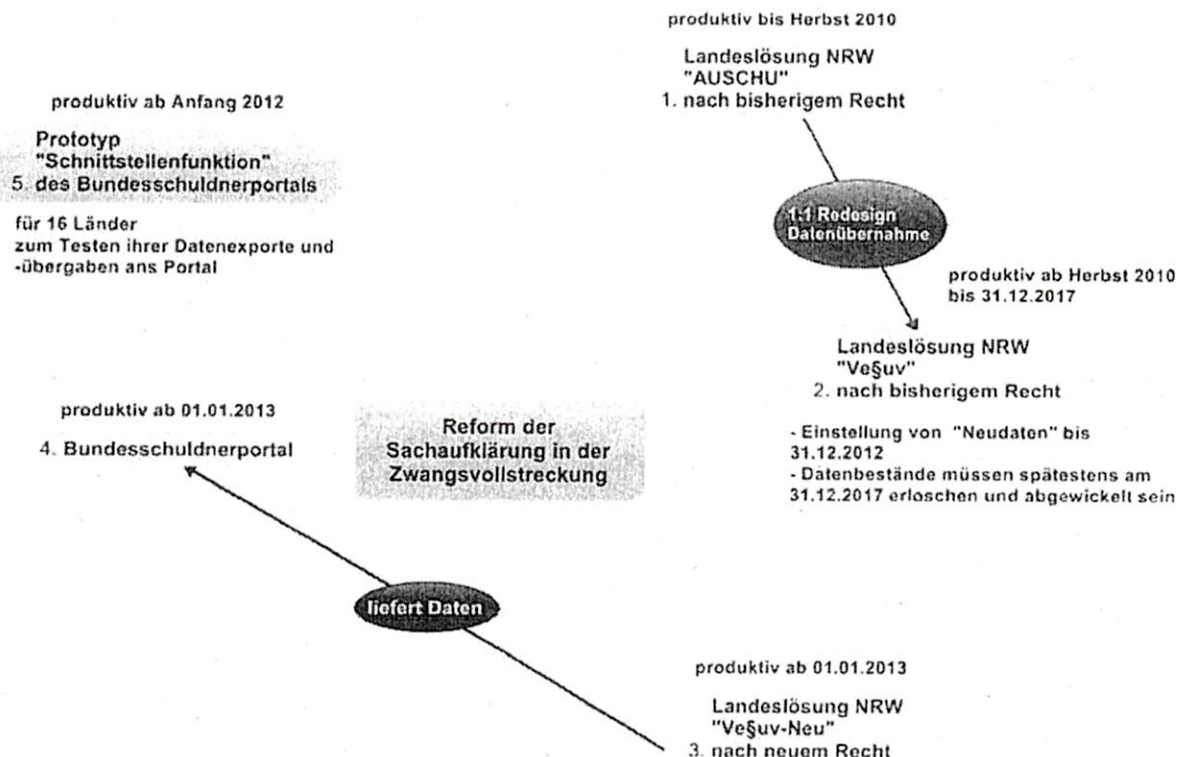 produktiv bis Herbst 2010
Landeslösung NRW
"AUSCHU"
1. nach bisherigem Recht
1:1 Redesign
Datenübernahme
produktiv ab Herbst 2010
bis 31.12.2017
Landeslösung NRW
"Ve§uv"
2. nach bisherigem Recht
- Einstellung von "Neudaten" bis
31.12.2012
- Datenbestände müssen spätestens am
31.12.2017 erloschen und abgewickelt sein
produktiv ab Anfang 2012
Prototyp
"Schnittstellenfunktion"
5. des Bundesschuldnerportals
für 16 Länder
zum Testen ihrer Datenexporte und
-übergaben ans Portal
produktiv ab 01.01.2013
4. Bundesschuldnerportal
Reform der
Sachaufklärung in der
Zwangsvollstreckung
liefert Daten
produktiv ab 01.01.2013
Landeslösung NRW
"Ve§uv-Neu"
3. nach neuem Recht